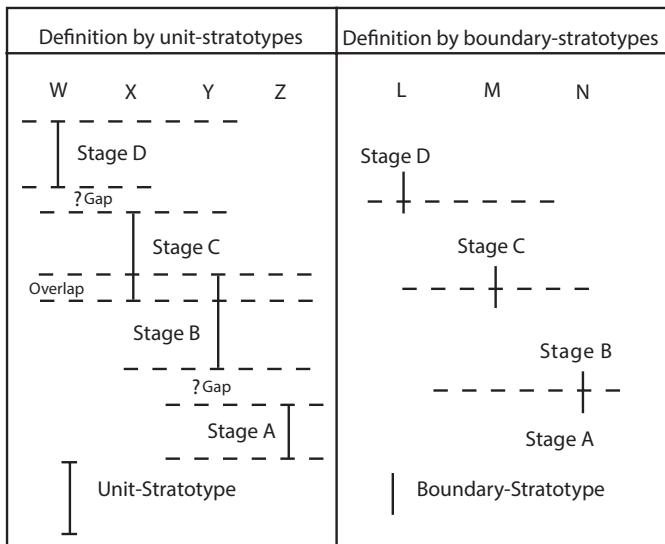 Definition by unit-stratotypes
W X Y Z
Stage D
? Gap
Stage C
Overlap
Stage B
? Gap
Stage A
Unit-Stratotype
Definition by boundary-stratotypes
L M N
Stage D
Stage C
Stage B
Stage A
Boundary-Stratotype